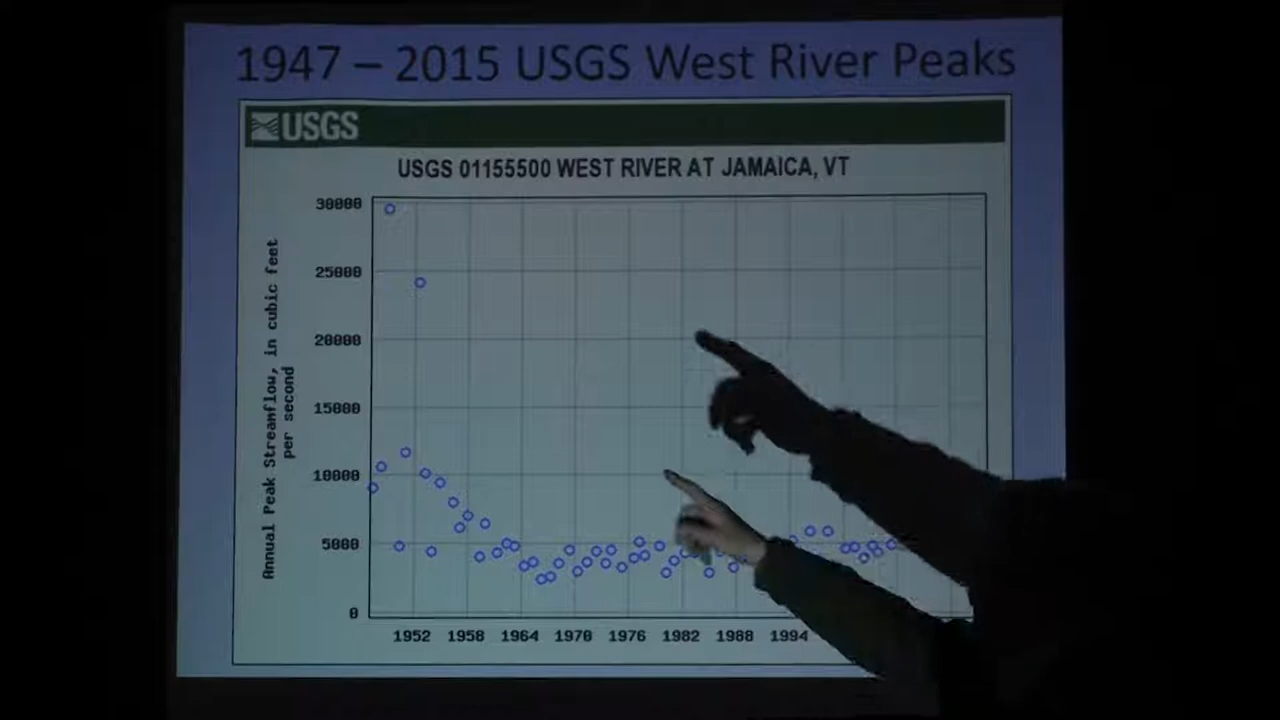 1947 – 2015 USGS West River Peaks
USGS
USGS 01155500 WEST RIVER AT JAMAICA, VT
Annual Peak Streamflow, in cubic feet
per second
30000
25000
20000
15000
10000
5000
0
1952 1958 1964 1970 1976 1982 1988 1994